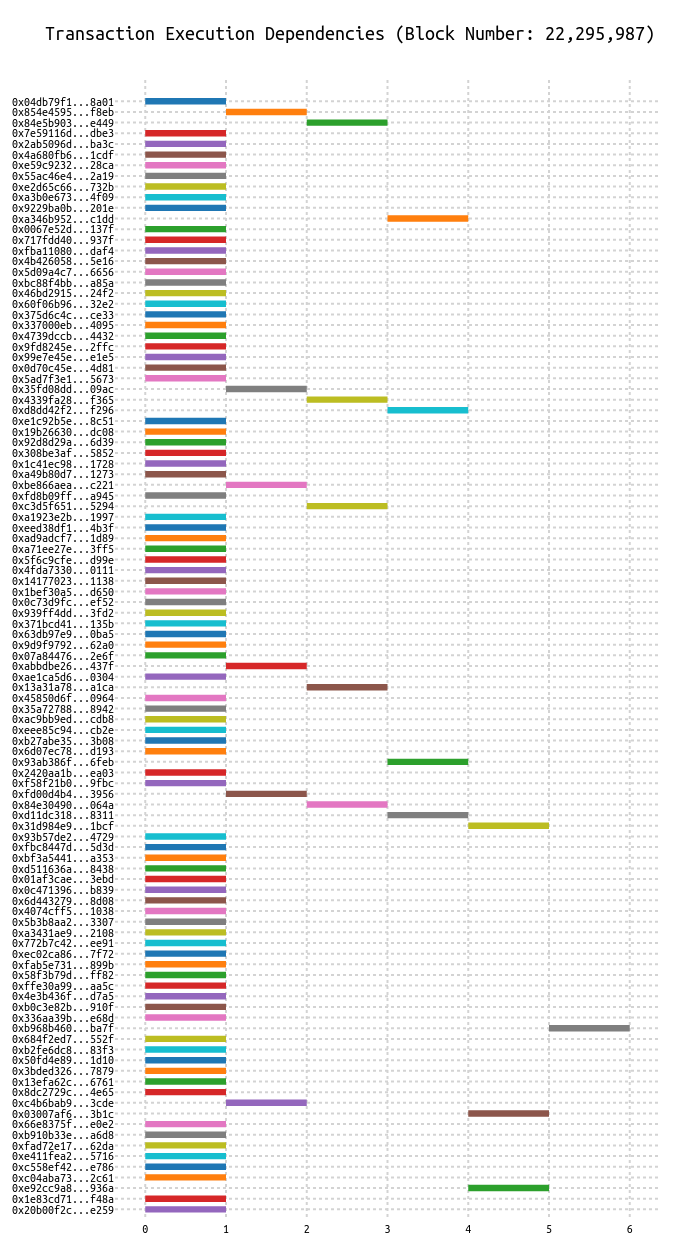 Transaction Execution Dependencies (Block Number: 22,295,987)
0x04db79f1...8a01
0x854e4595...f8eb
0x84e5b903...e449
0x7e59116d...dbe3
0x2ab5096d...ba3c
0x4a680fb6...1cdf
0xe59c9232...28ca
0x55ac46e4...2a19
0xe2d65c66...732b
0xa3b0e673...4f09
0x9229ba0b...201e
0xa346b952...c1dd
0x0067e52d...137f
0x717fdd40...937f
0xfba11080...daf4
0x4b426058...5e16
0x5d09a4c7...6656
0xbc88f4bb...a85a
0x46bd2915...24f2
0x60f06b96...32e2
0x375d6c4c...ce33
0x337000eb...4095
0x4739dccb...4432
0x9fd8245e...2ffc
0x99e7e45e...e1e5
0x0d70c45e...4d81
0x5ad7f3e1...5673
0x35fd08dd...09ac
0x4339fa28...f365
0xd8dd42f2...f296
0xe1c92b5e...8c51
0x19b26630...dc08
0x92d8d29a...6d39
0x308be3af...5852
0x1c41ec98...1728
0xa49b80d7...1273
0xbe866aea...c221
0xfd8b09ff...a945
0xc3d5f651...5294
0xa1923e2b...1997
0xeed38df1...4b3f
0xad9adcf7...1d89
0xa71ee27e...3ff5
0x5f6c9cfe...d99e
0x4fda7330...0111
0x14177023...1138
0x1bef30a5...d650
0x0c73d9fc...ef52
0x939ff4dd...3fd2
0x371bcd41...135b
0x63db97e9...0ba5
0x9d9f9792...62a0
0x07a84476...2e6f
0xabbdbe26...437f
0xae1ca5d6...0304
0x13a31a78...a1ca
0x45850d6f...0964
0x35a72788...8942
0xac9bb9ed...cdb8
0xeee85c94...cb2e
0xb27abe35...3b08
0x6d07ec78...d193
0x93ab386f...6feb
0x2420aa1b...ea03
0xf58f21b0...9fbc
0xfd00d4b4...3956
0x84e30490...064a
0xd11dc318...8311
0x31d984e9...1bcf
0x93b57de2...4729
0xfbc8447d...5d3d
0xbf3a5441...a353
0xd511636a...8438
0x01af3cae...3ebd
0x0c471396...b839
0x6d443279...8d08
0x4074cff5...1038
0x5b3b8aa2...3307
0xa3431ae9...2108
0x772b7c42...ee91
0xec02ca86...7f72
0xfab5e731...899b
0x58f3b79d...ff82
0xffe30a99...aa5c
0x4e3b436f...d7a5
0xb0c3e82b...910f
0x336aa39b...e68d
0xb968b460...ba7f
0x684f2ed7...552f
0xb2fe6dc8...83f3
0x50fd4e89...1d10
0x3bded326...7879
0x13efa62c...6761
0x8dc2729c...4e65
0xc4b6bab9...3cde
0x03007af6...3b1c
0x66e8375f...e0e2
0xb910b33e...a6d8
0xfad72e17...62da
0xe411fea2...5716
0xc558ef42...e786
0xc04aba73...2c61
0xe92cc9a8...936a
0x1e83cd71...f48a
0x20b00f2c...e259
0 1 2 3 4 5 6